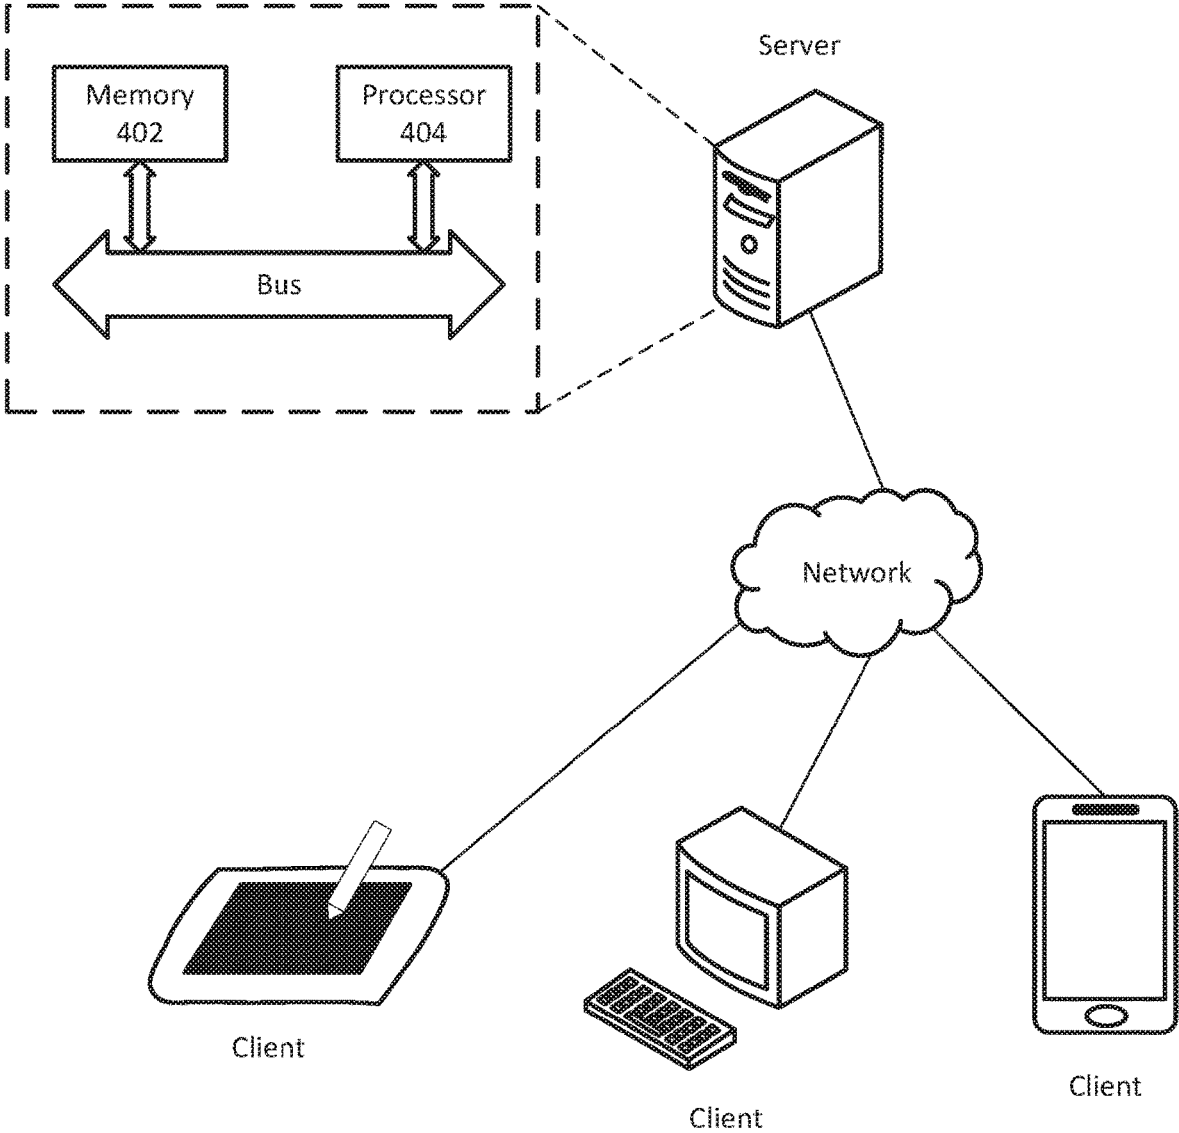 Server
Memory
402
Processor
404
Bus
Network
Client
Client
Client